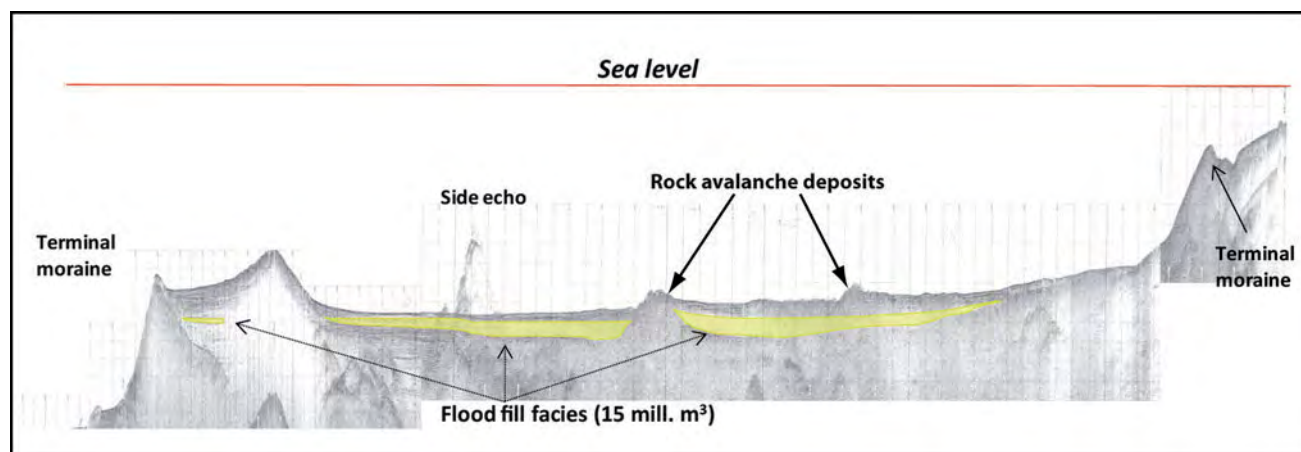 Sea level
Rock avalanche deposits
Side echo
Terminal
moraine
Terminal
moraine
Flood fill facies (15 mill. m³)